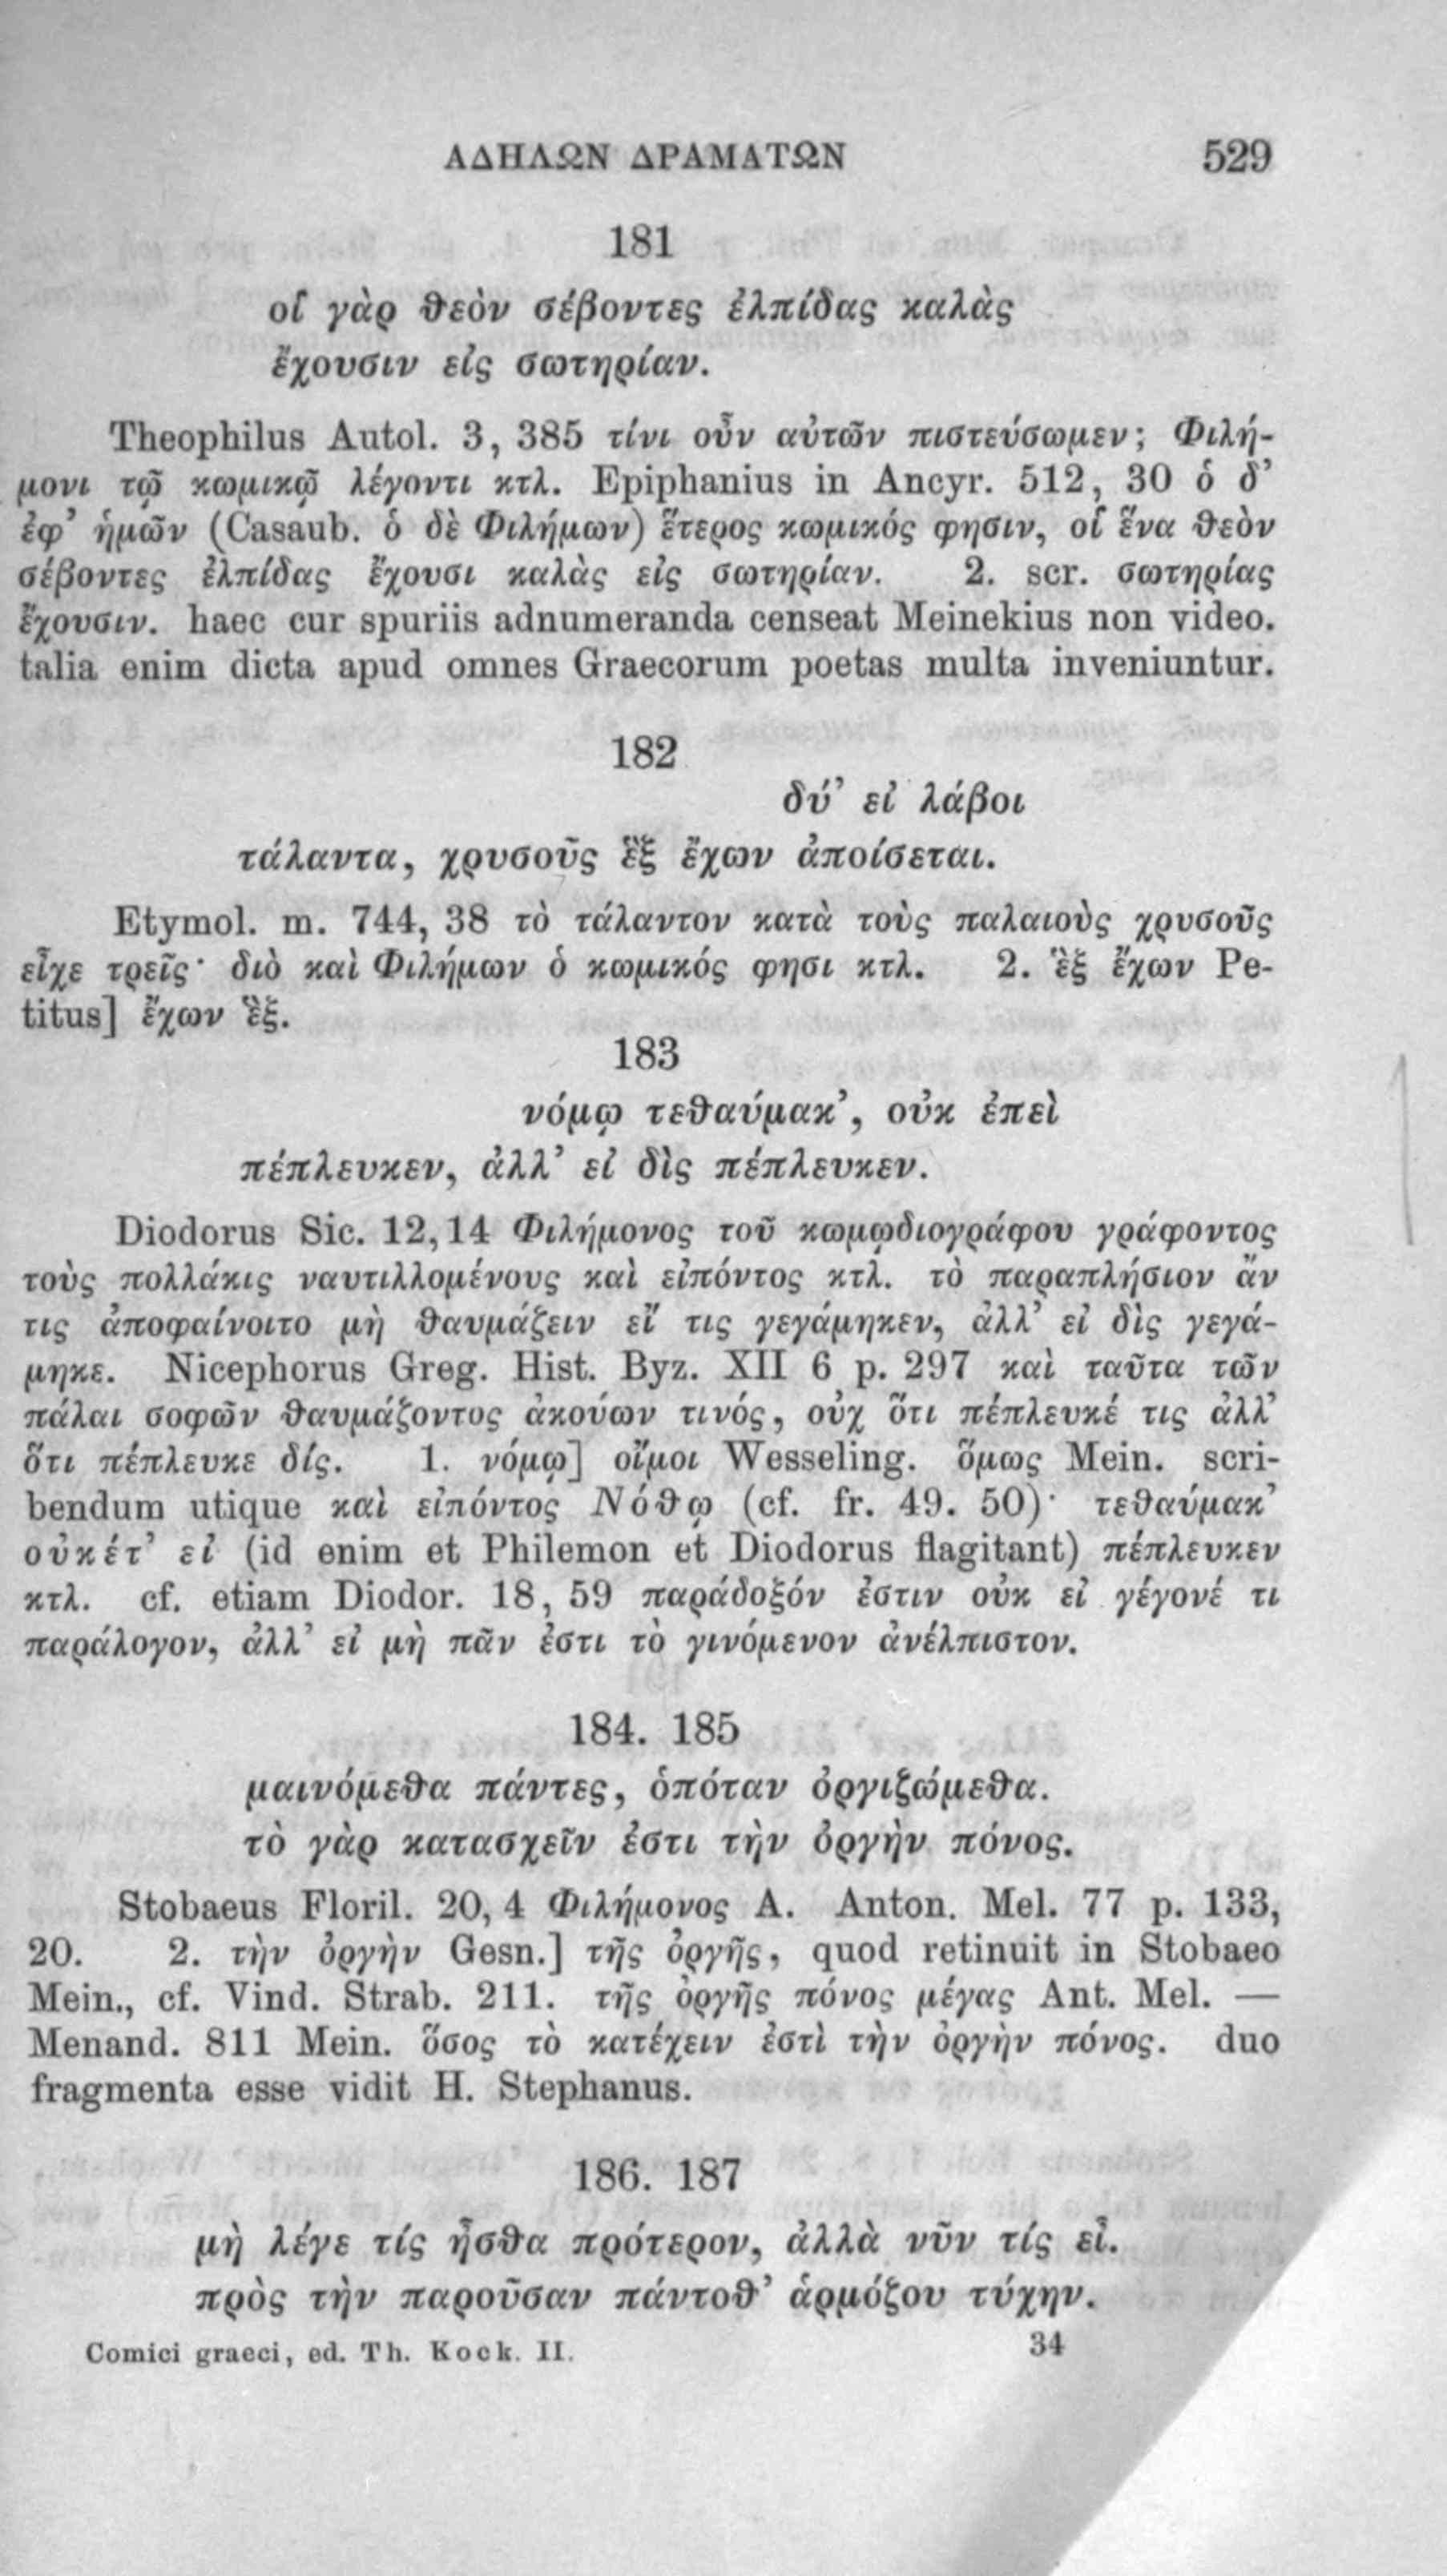 ΑΔΗΛΩΝ ΔΡΑΜΑΤΩΝ 529
181
οἱ γὰρ θεὸν σέβοντες ἐλπίδας καλὰς
ἔχουσιν εἰς σωτηρίαν.
Theophilus Autol. 3, 385 τίνι οὖν αὐτῶν πιστεύσωμεν; Φιλή-
μονι τῷ κωμικῷ λέγοντι κτλ. Epiphanius in Ancyr. 512, 30 ὁ δ’
ἐφ’ ἡμῶν (Casaub. ὁ δὲ Φιλήμων) ἕτερος κωμικός φησιν, οἱ ἕνα θεὸν
σέβοντες ἐλπίδας ἔχουσι καλὰς εἰς σωτηρίαν. 2. scr. σωτηρίας
ἔχουσιν. haec cur spuriis adnumeranda censeat Meinekius non video.
talia enim dicta apud omnes Graecorum poetas multa inveniuntur.
182
δύ’ εἰ λάβοι
τάλαντα, χρυσοῦς ἓξ ἔχων ἀποίσεται.
Etymol. m. 744, 38 τὸ τάλαντον κατὰ τοὺς παλαιοὺς χρυσοῦς
εἶχε τρεῖς· διὸ καὶ Φιλήμων ὁ κωμικός φησι κτλ. 2. ἓξ ἔχων Pe-
titus] ἔχων ἓξ.
183
νόμῳ τεθαύμακ’, οὐκ ἐπεὶ
πέπλευκεν, ἀλλ’ εἰ δὶς πέπλευκεν.
Diodorus Sic. 12,14 Φιλήμονος τοῦ κωμῳδιογράφου γράφοντος
τοὺς πολλάκις ναυτιλλομένους καὶ εἰπόντος κτλ. τὸ παραπλήσιον ἄν
τις ἀποφαίνοιτο μὴ θαυμάζειν εἴ τις γεγάμηκεν, ἀλλ’ εἰ δὶς γεγά-
μηκε. Nicephorus Greg. Hist. Byz. XII 6 p. 297 καὶ ταῦτα τῶν
πάλαι σοφῶν θαυμάζοντος ἀκούων τινός, οὐχ ὅτι πέπλευκέ τις ἀλλ’
ὅτι πέπλευκε δίς. 1. νόμῳ] οἴμοι Wesseling. ὅμως Mein. scri-
bendum utique καὶ εἰπόντος Νόθῳ (cf. fr. 49. 50)· τεθαύμακ’
οὐκέτ’ εἰ (id enim et Philemon et Diodorus flagitant) πέπλευκεν
κτλ. cf. etiam Diodor. 18, 59 παράδοξόν ἐστιν οὐκ εἰ γέγονέ τι
παράλογον, ἀλλ’ εἰ μὴ πᾶν ἐστι τὸ γινόμενον ἀνέλπιστον.
184. 185
μαινόμεθα πάντες, ὁπόταν ὀργιζώμεθα.
τὸ γὰρ κατασχεῖν ἐστι τὴν ὀργὴν πόνος.
Stobaeus Floril. 20, 4 Φιλήμονος A. Anton. Mel. 77 p. 133,
20. 2. τὴν ὀργὴν Gesn.] τῆς ὀργῆς, quod retinuit in Stobaeo
Mein., cf. Vind. Strab. 211. τῆς ὀργῆς πόνος μέγας Ant. Mel. —
Menand. 811 Mein. ὅσος τὸ κατέχειν ἐστὶ τὴν ὀργὴν πόνος. duo
fragmenta esse vidit H. Stephanus.
186. 187
μὴ λέγε τίς ἦσθα πρότερον, ἀλλὰ νῦν τίς εἶ.
πρὸς τὴν παροῦσαν πάντοθ’ ἁρμόζου τύχην.
Comici graeci, ed. Th. Kock. II. 34